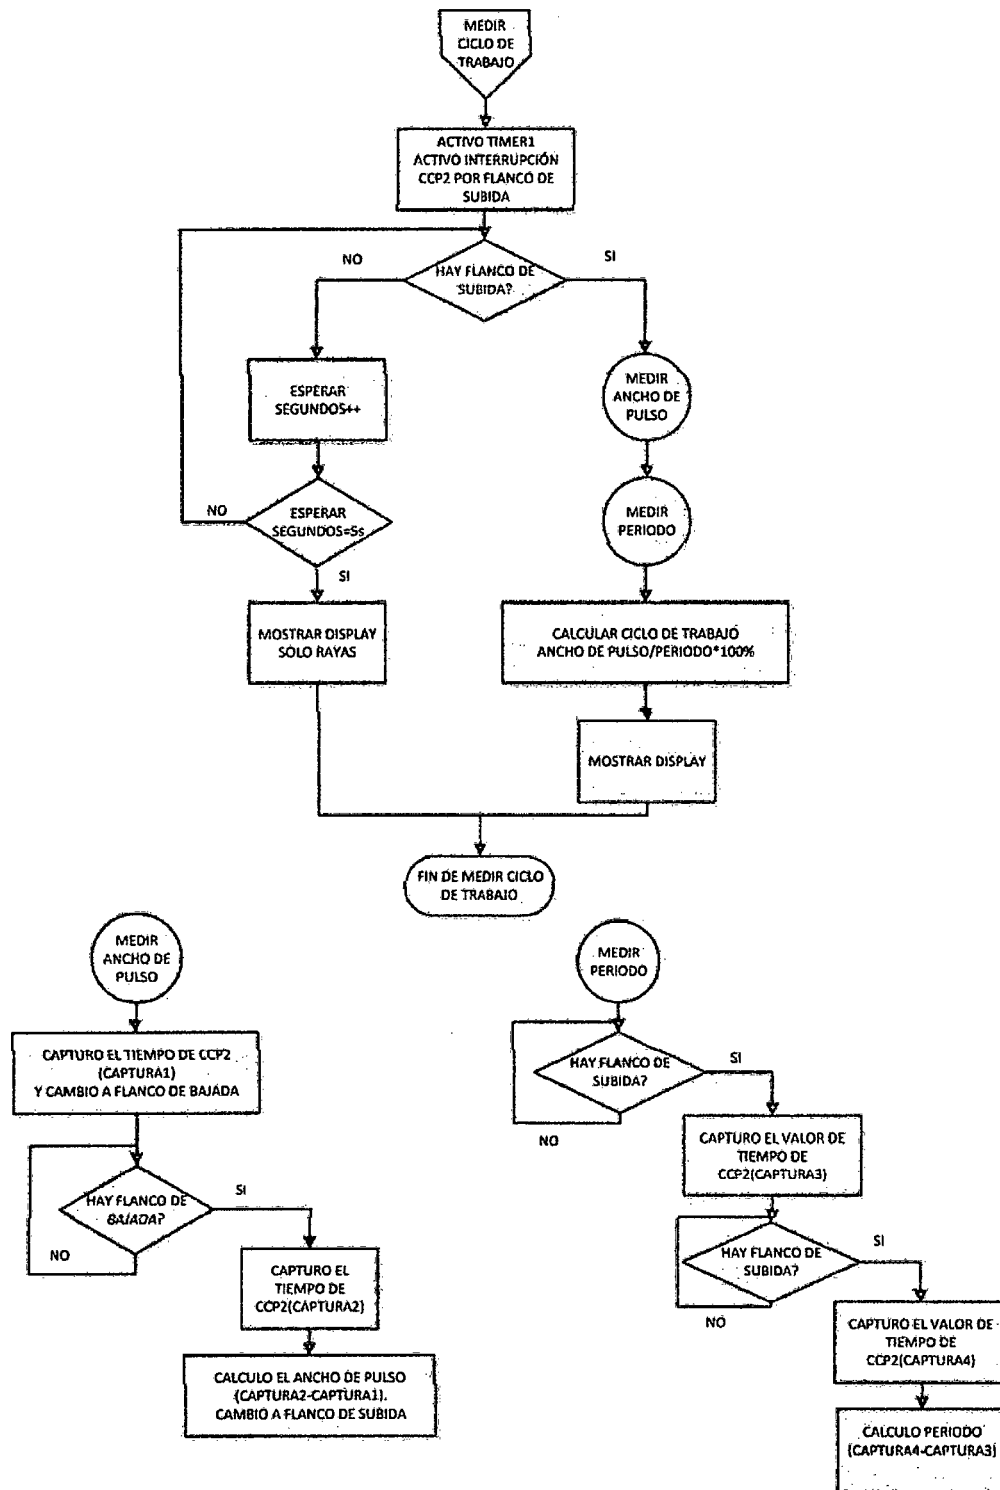 MEDIR
CICLO DE
TRABAJO
ACTIVO TIMER1
ACTIVO INTERRUPCIÓN
CCP2 POR FLANCO DE
SUBIDA
NO
HAY FLANCO DE
SUBIDA?
SI
ESPERAR
SEGUNDOS++
MEDIR
ANCHO DE
PULSO
NO
ESPERAR
SEGUNDOS=5s
SI
MEDIR
PERIODO
MOSTRAR DISPLAY
SOLO RAYAS
CALCULAR CICLO DE TRABAJO
ANCHO DE PULSO/PERIODO*100%
MOSTRAR DISPLAY
FIN DE MEDIR CICLO
DE TRABAJO
MEDIR
ANCHO DE
PULSO
CAPTURO EL TIEMPO DE CCP2
(CAPTURA1)
Y CAMBIO A FLANCO DE BAJADA
HAY FLANCO DE
BAJADA?
SI
NO
CAPTURO EL
TIEMPO DE
CCP2(CAPTURA2)
CALCULO EL ANCHO DE PULSO
(CAPTURA2-CAPTURA1).
CAMBIO A FLANCO DE SUBIDA
MEDIR
PERIODO
HAY FLANCO DE
SUBIDA?
SI
NO
CAPTURO EL VALOR DE
TIEMPO DE
CCP2(CAPTURA3)
HAY FLANCO DE
SUBIDA?
SI
NO
CAPTURO EL VALOR DE
TIEMPO DE
CCP2(CAPTURA4)
CALCULO PERIODO
(CAPTURA4-CAPTURA3)